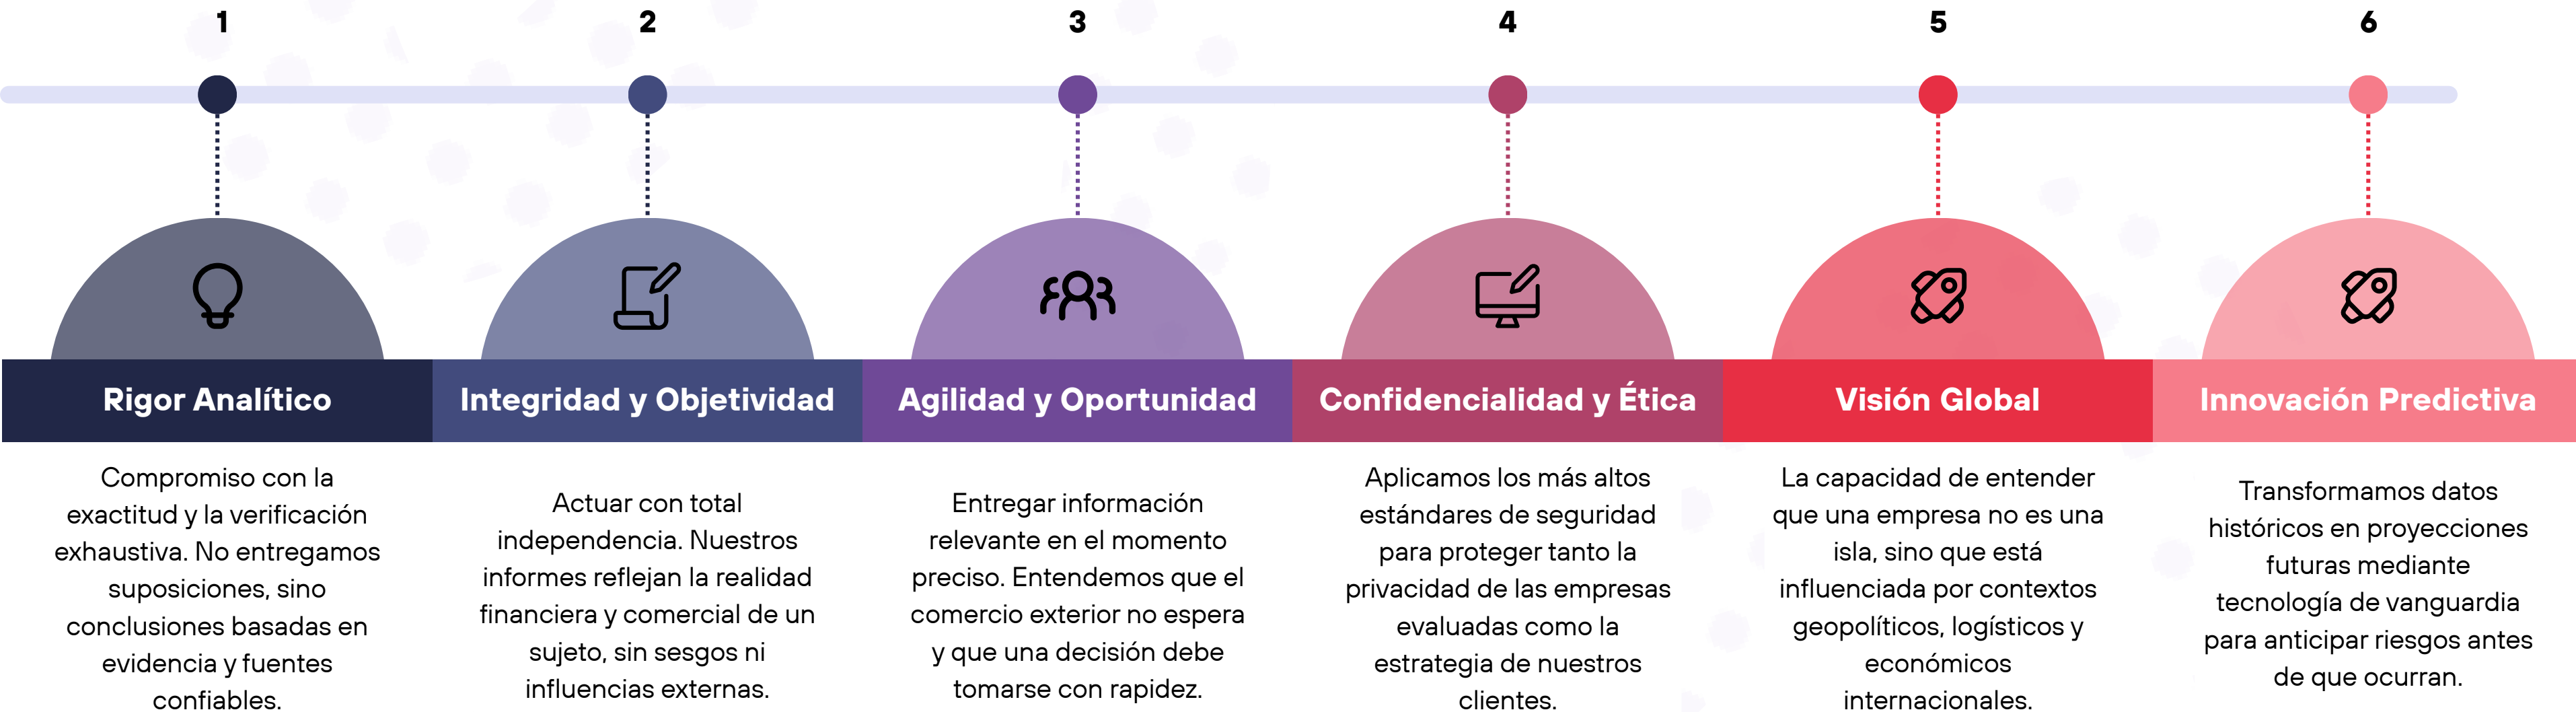 1
2
3
4
5
6
Rigor Analítico
Compromiso con la
exactitud y la verificación
exhaustiva. No entregamos
suposiciones, sino
conclusiones basadas en
evidencia y fuentes
confiables.
Integridad y Objetividad
Actuar con total
independencia. Nuestros
informes reflejan la realidad
financiera y comercial de un
sujeto, sin sesgos ni
influencias externas.
Agilidad y Oportunidad
Entregar información
relevante en el momento
preciso. Entendemos que el
comercio exterior no espera
y que una decisión debe
tomarse con rapidez.
Confidencialidad y Ética
Aplicamos los más altos
estándares de seguridad
para proteger tanto la
privacidad de las empresas
evaluadas como la
estrategia de nuestros
clientes.
Visión Global
La capacidad de entender
que una empresa no es una
isla, sino que está
influenciada por contextos
geopolíticos, logísticos y
económicos
internacionales.
Innovación Predictiva
Transformamos datos
históricos en proyecciones
futuras mediante
tecnología de vanguardia
para anticipar riesgos antes
de que ocurran.